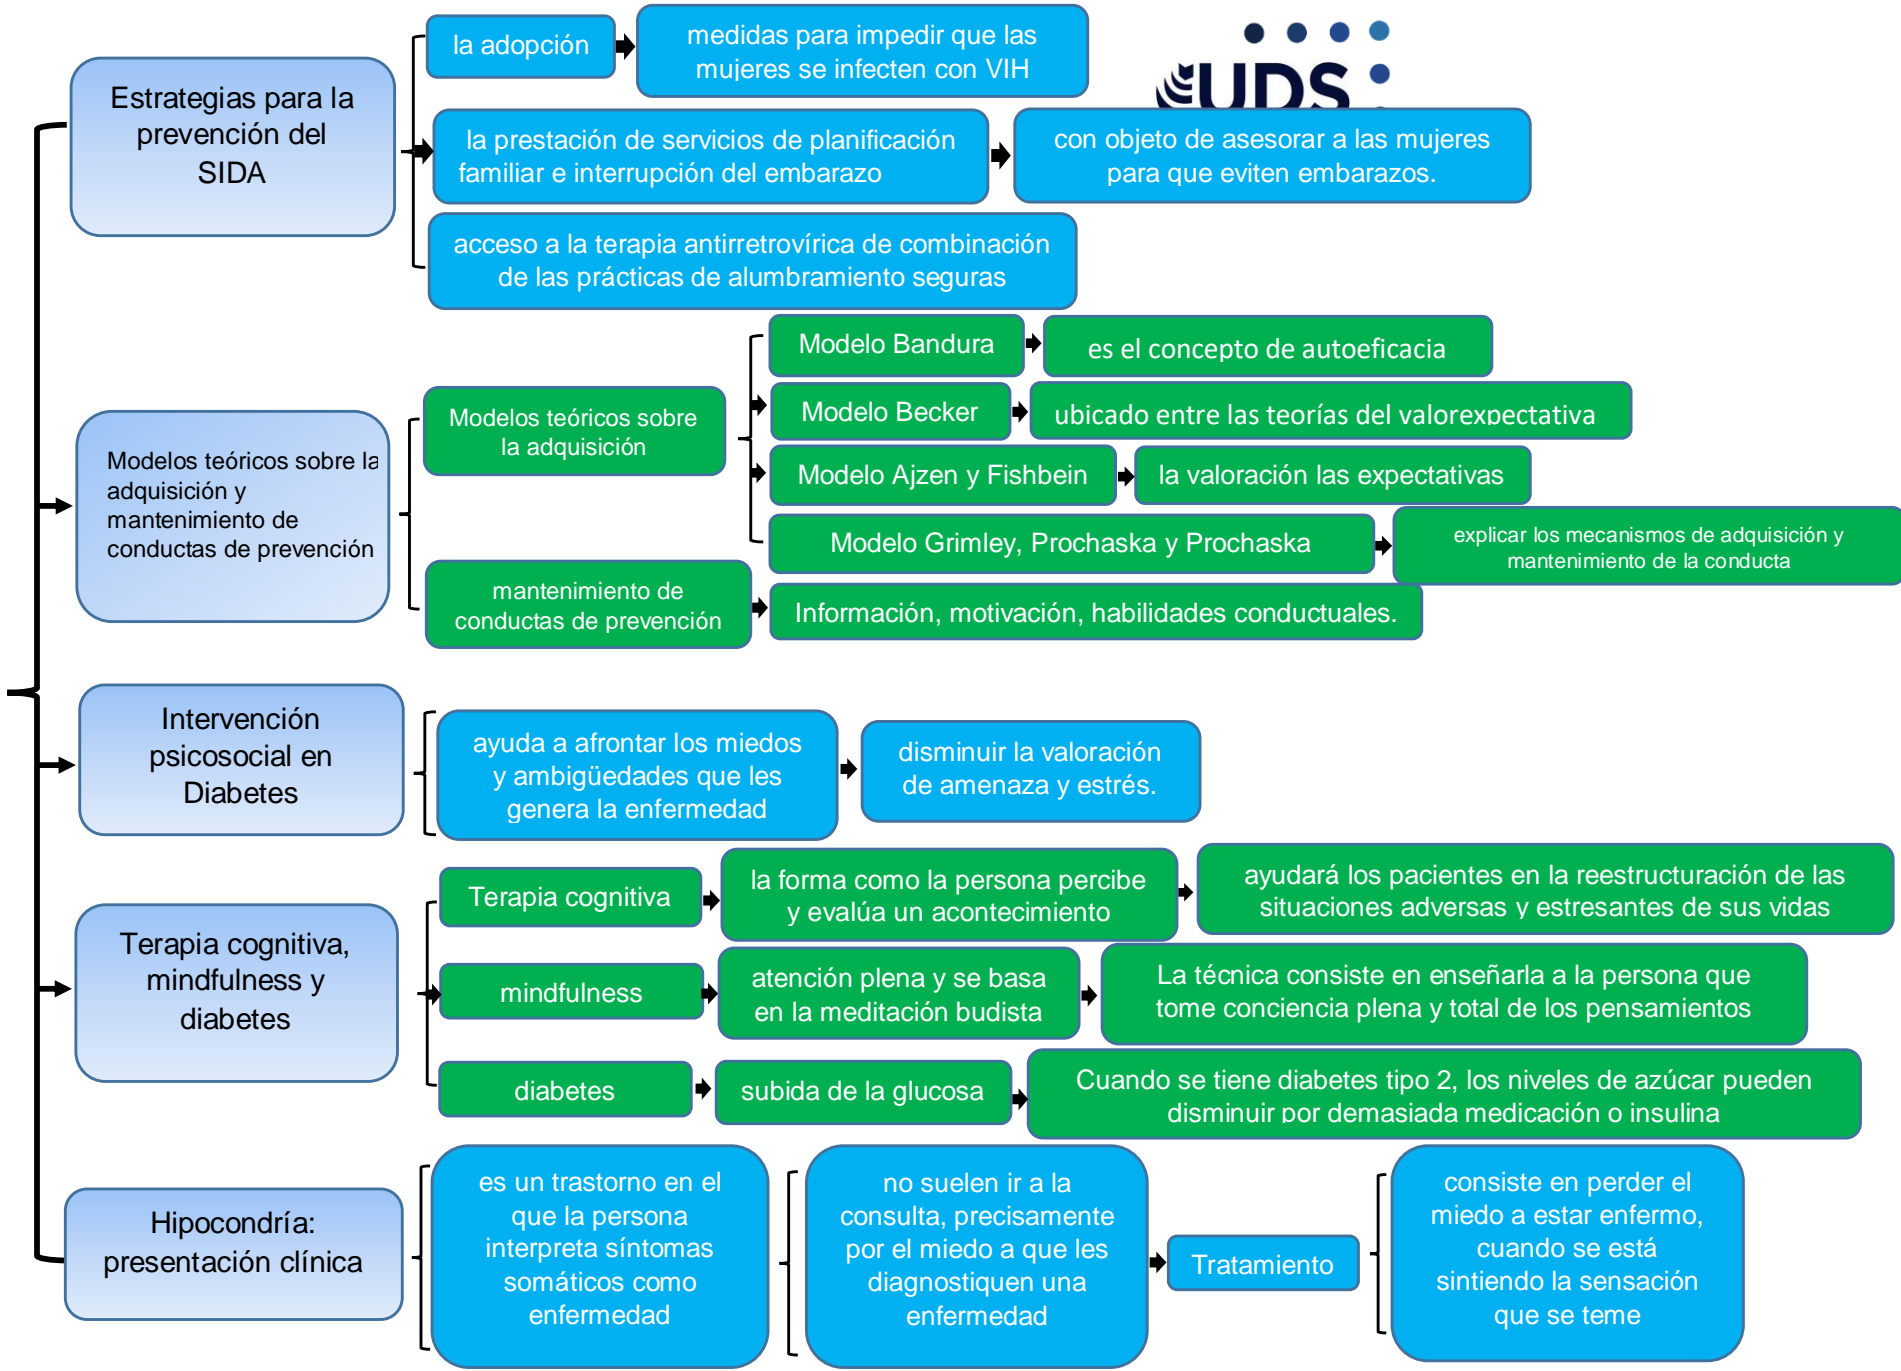 la adopción
medidas para impedir que las
mujeres se infecten con VIH
UDS
Estrategias para la
prevención del
SIDA
la prestación de servicios de planificación
familiar e interrupción del embarazo
con objeto de asesorar a las mujeres
para que eviten embarazos.
acceso a la terapia antirretrovírica de combinación
de las prácticas de alumbramiento seguras
Modelos teóricos sobre la
adquisición y
mantenimiento de
conductas de prevención
Modelos teóricos sobre
la adquisición
Modelo Bandura
es el concepto de autoeficacia
Modelo Becker
ubicado entre las teorías del valorexpectativa
Modelo Ajzen y Fishbein
la valoración las expectativas
Modelo Grimley, Prochaska y Prochaska
explicar los mecanismos de adquisición y
mantenimiento de la conducta
mantenimiento de
conductas de prevención
Información, motivación, habilidades conductuales.
Intervención
psicosocial en
Diabetes
ayuda a afrontar los miedos
y ambigüedades que les
genera la enfermedad
disminuir la valoración
de amenaza y estrés.
Terapia cognitiva,
mindfulness y
diabetes
Terapia cognitiva
la forma como la persona percibe
y evalúa un acontecimiento
ayudará los pacientes en la reestructuración de las
situaciones adversas y estresantes de sus vidas
mindfulness
atención plena y se basa
en la meditación budista
La técnica consiste en enseñarla a la persona que
tome conciencia plena y total de los pensamientos
diabetes
subida de la glucosa
Cuando se tiene diabetes tipo 2, los niveles de azúcar pueden
disminuir por demasiada medicación o insulina
Hipocondría:
presentación clínica
es un trastorno en el
que la persona
interpreta síntomas
somáticos como
enfermedad
no suelen ir a la
consulta, precisamente
por el miedo a que les
diagnostiquen una
enfermedad
Tratamiento
consiste en perder el
miedo a estar enfermo,
cuando se está
sintiendo la sensación
que se teme